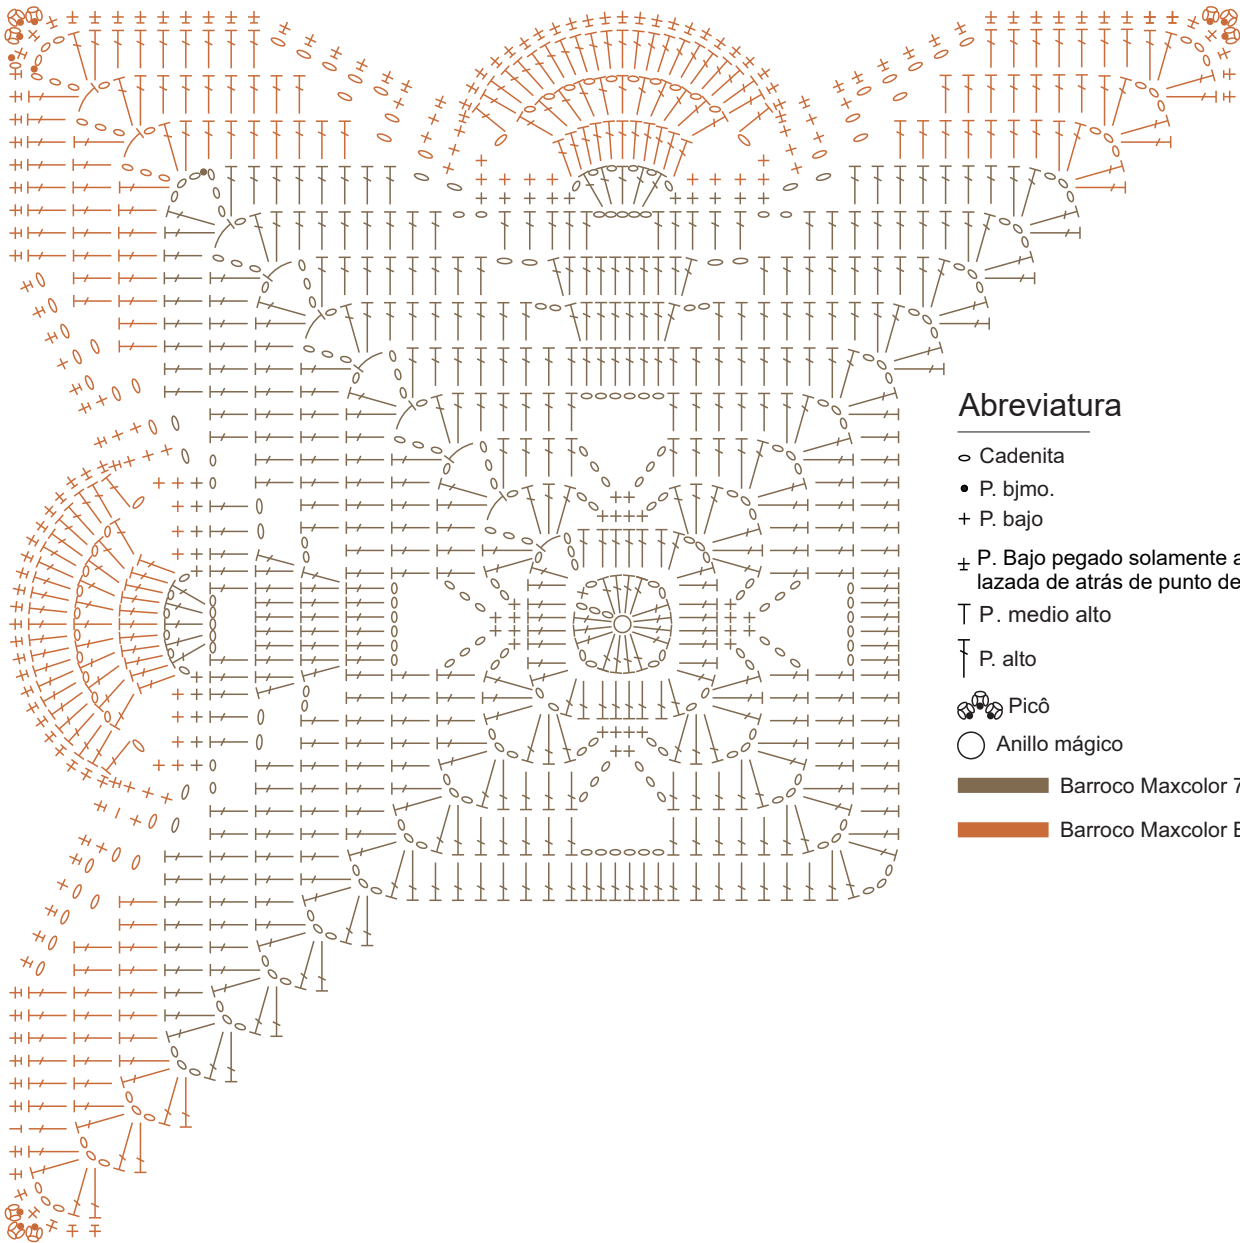 Abreviatura
Cadenita
P. bjmo.
P. bajo
P. Bajo pegado solamente a
lazada de atrás de punto de
P. medio alto
P. alto
Picô
Anillo mágico
Barroco Maxcolor 7
Barroco Maxcolor